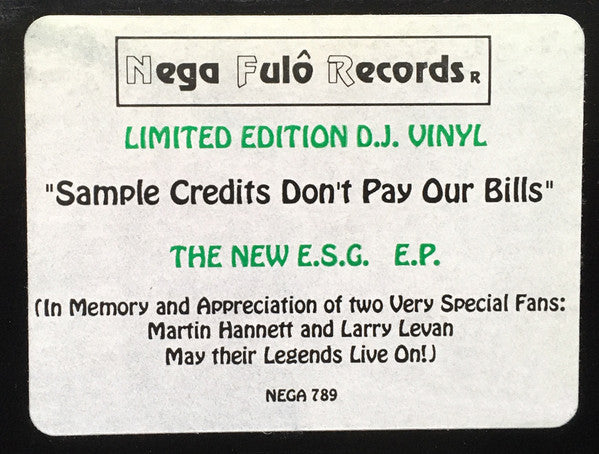 Nega Fulô Records R
LIMITED EDITION D.J. VINYL
"Sample Credits Don't Pay Our Bills"
THE NEW E.S.G. E.P.
(In Memory and Appreciation of two Very Special Fans:
Martin Hannett and Larry Levan
May their Legends Live On!)
NEGA 789